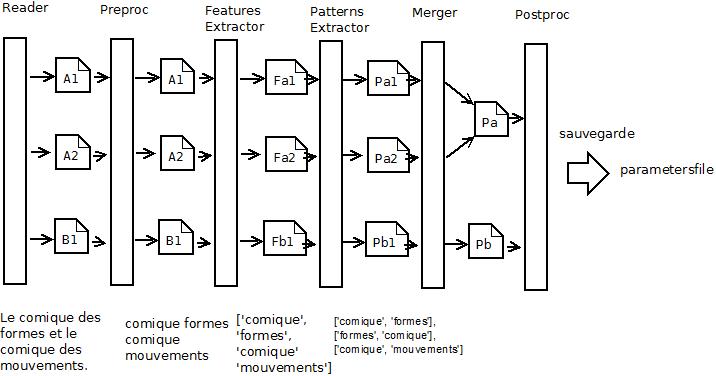 Reader
Preproc
Features
Extractor
Patterns
Extractor
Merger
Postproc
A1
A1
Fa1
Pa1
Pa
A2
A2
Fa2
Pa2
B1
B1
Fb1
Pb1
Pb
sauvegarde
parametersfile
Le comique des
formes et le
comique des
mouvements.
comique formes
comique
mouvements
['comique',
'formes',
'comique'
'mouvements']
['comique', 'formes'],
['formes', 'comique'],
['comique', 'mouvements']